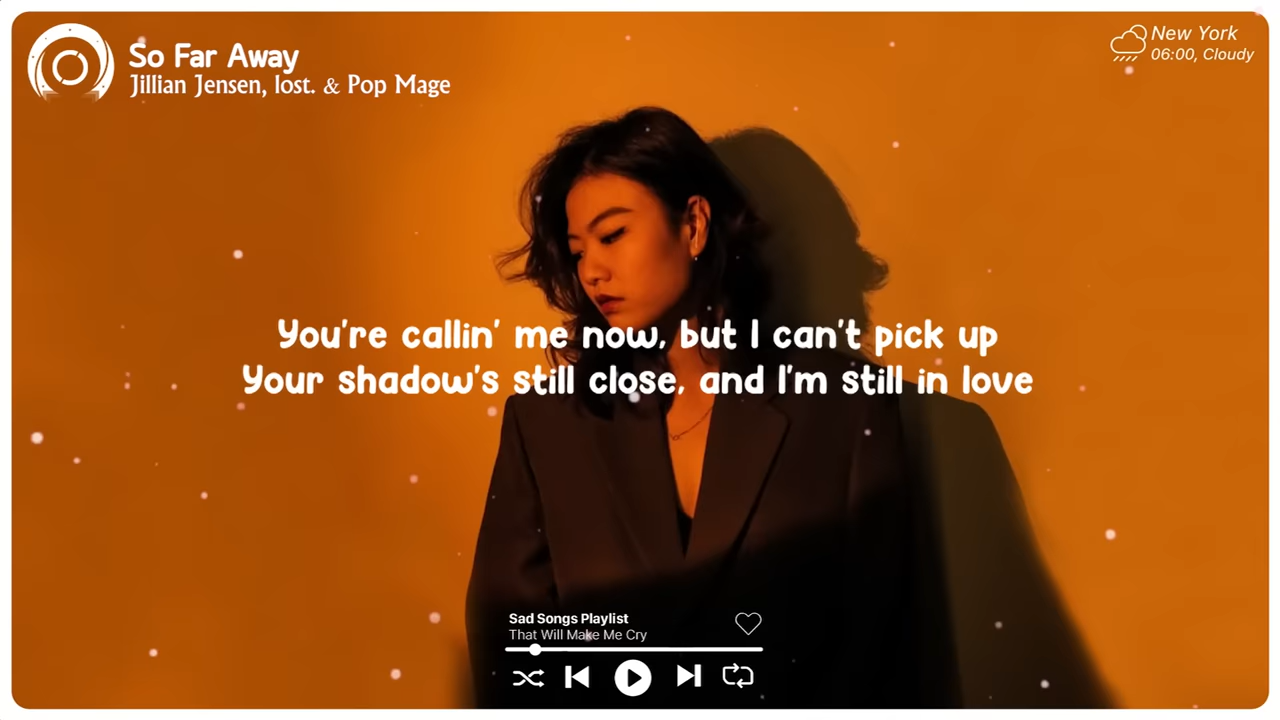 So Far Away
Jillian Jensen, lost. & Pop Mage
New York
06:00, Cloudy
You're callin' me now, but I can't pick up
Your shadow's still close, and I'm still in love
Sad Songs Playlist
That Will Make Me Cry